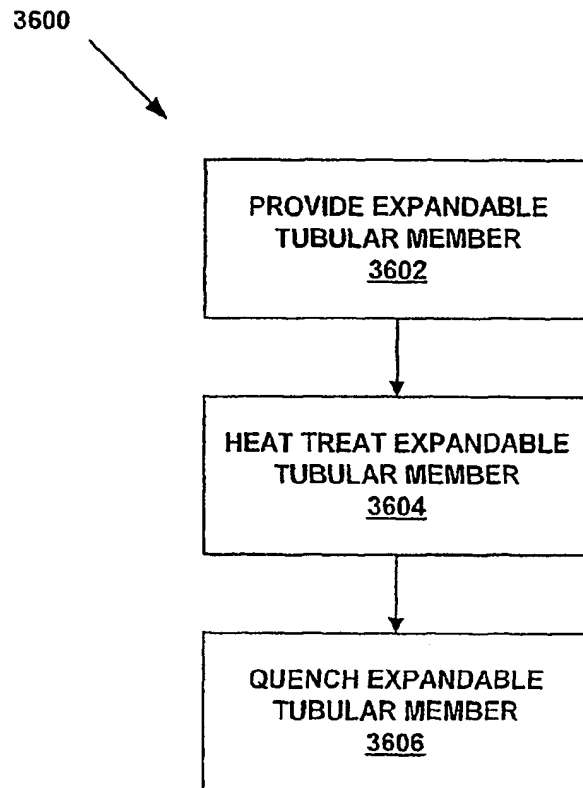 3600
PROVIDE EXPANDABLE
TUBULAR MEMBER
3602
HEAT TREAT EXPANDABLE
TUBULAR MEMBER
3604
QUENCH EXPANDABLE
TUBULAR MEMBER
3606